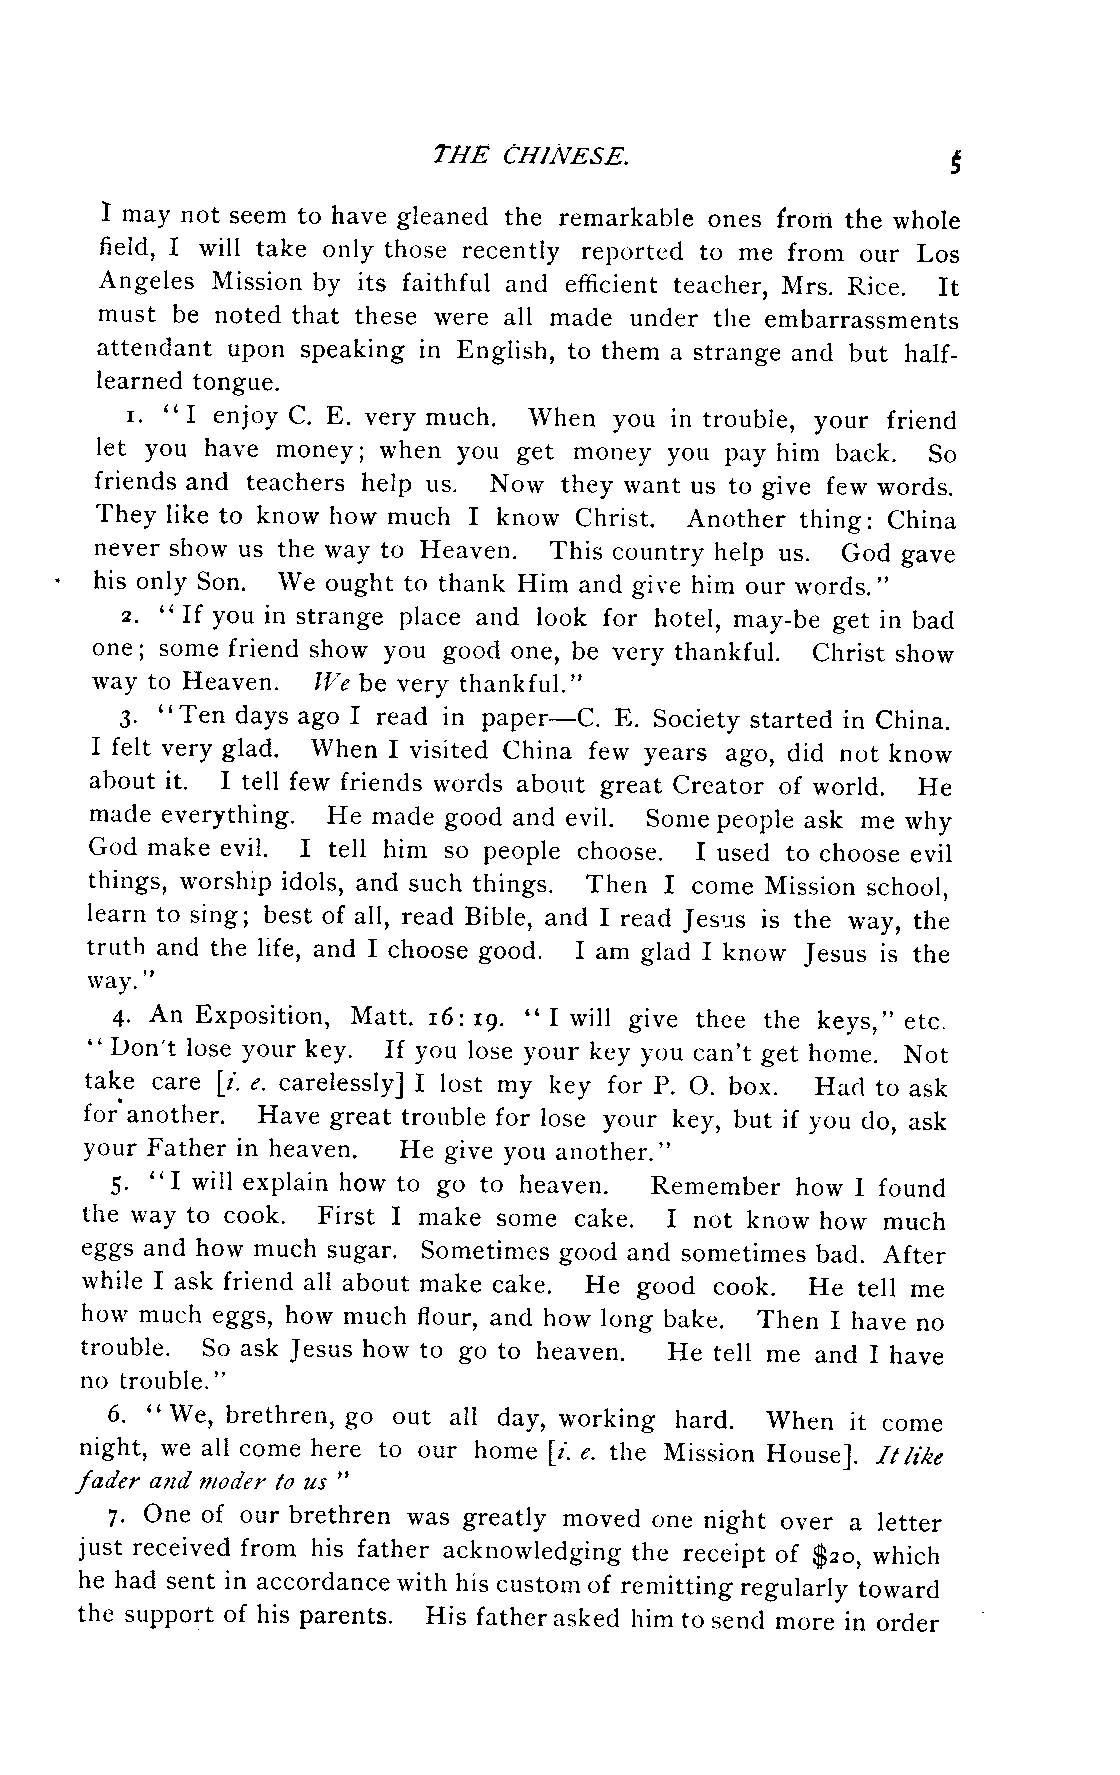 THE CHINESE. 5
I may not seem to have gleaned the remarkable ones from the whole
field, I will take only those recently reported to me from our Los
Angeles Mission by its faithful and efficient teacher, Mrs. Rice. It
must be noted that these were all made under the embarrassments
attendant upon speaking in English, to them a strange and but half-
learned tongue.
1. "I enjoy C. E. very much. When you in trouble, your friend
let you have money; when you get money you pay him back. So
friends and teachers help us. Now they want us to give few words.
They like to know how much I know Christ. Another thing: China
never show us the way to Heaven. This country help us. God gave
his only Son. We ought to thank Him and give him our words."
2. "If you in strange place and look for hotel, may-be get in bad
one; some friend show you good one, be very thankful. Christ show
way to Heaven. We be very thankful."
3. "Ten days ago I read in paper—C. E. Society started in China.
I felt very glad. When I visited China few years ago, did not know
about it. I tell few friends words about great Creator of world. He
made everything. He made good and evil. Some people ask me why
God make evil. I tell him so people choose. I used to choose evil
things, worship idols, and such things. Then I come Mission school,
learn to sing; best of all, read Bible, and I read Jesus is the way, the
truth and the life, and I choose good. I am glad I know Jesus is the
way."
4. An Exposition, Matt. 16: 19. "I will give thee the keys," etc.
"Don't lose your key. If you lose your key you can't get home. Not
take care [i. e. carelessly] I lost my key for P. O. box. Had to ask
for another. Have great trouble for lose your key, but if you do, ask
your Father in heaven. He give you another."
5. "I will explain how to go to heaven. Remember how I found
the way to cook. First I make some cake. I not know how much
eggs and how much sugar. Sometimes good and sometimes bad. After
while I ask friend all about make cake. He good cook. He tell me
how much eggs, how much flour, and how long bake. Then I have no
trouble. So ask Jesus how to go to heaven. He tell me and I have
no trouble."
6. "We, brethren, go out all day, working hard. When it come
night, we all come here to our home [i. e. the Mission House]. It like
fader and moder to us"
7. One of our brethren was greatly moved one night over a letter
just received from his father acknowledging the receipt of $20, which
he had sent in accordance with his custom of remitting regularly toward
the support of his parents. His father asked him to send more in order